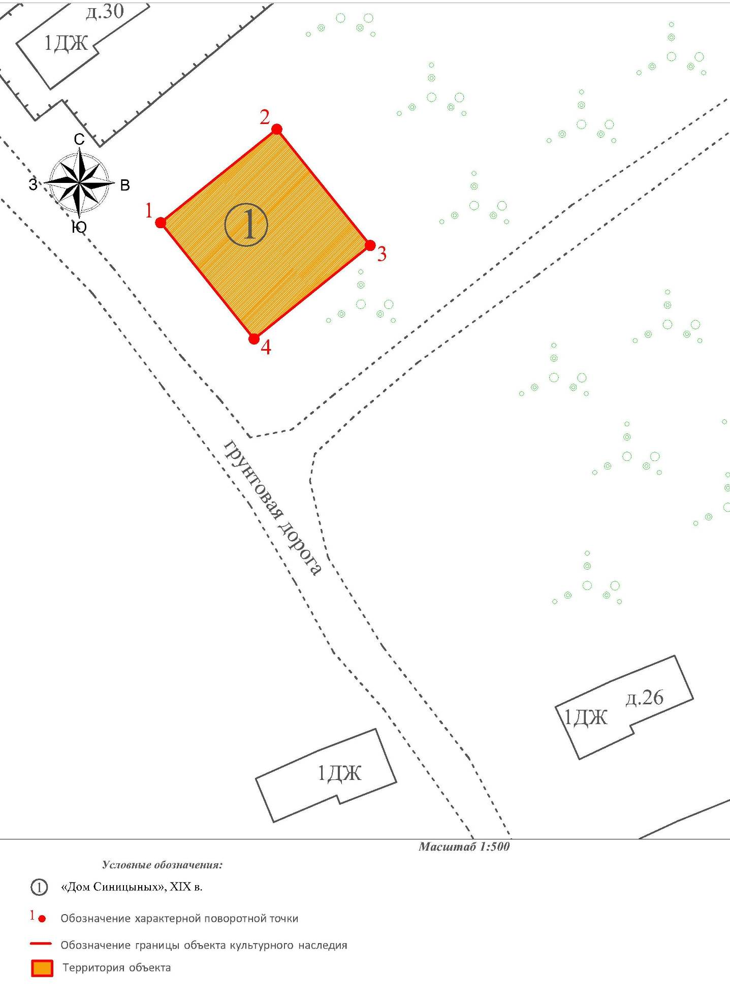 д.30
1ДЖ
2
С
З
В
Ю
1
1
3
4
грунтовая дорога
д.26
1ДЖ
1ДЖ
Масштаб 1:500
Условные обозначения:
1 «Дом Синицыных», XIX в.
1 Обозначение характерной поворотной точки
Обозначение границы объекта культурного наследия
Территория объекта